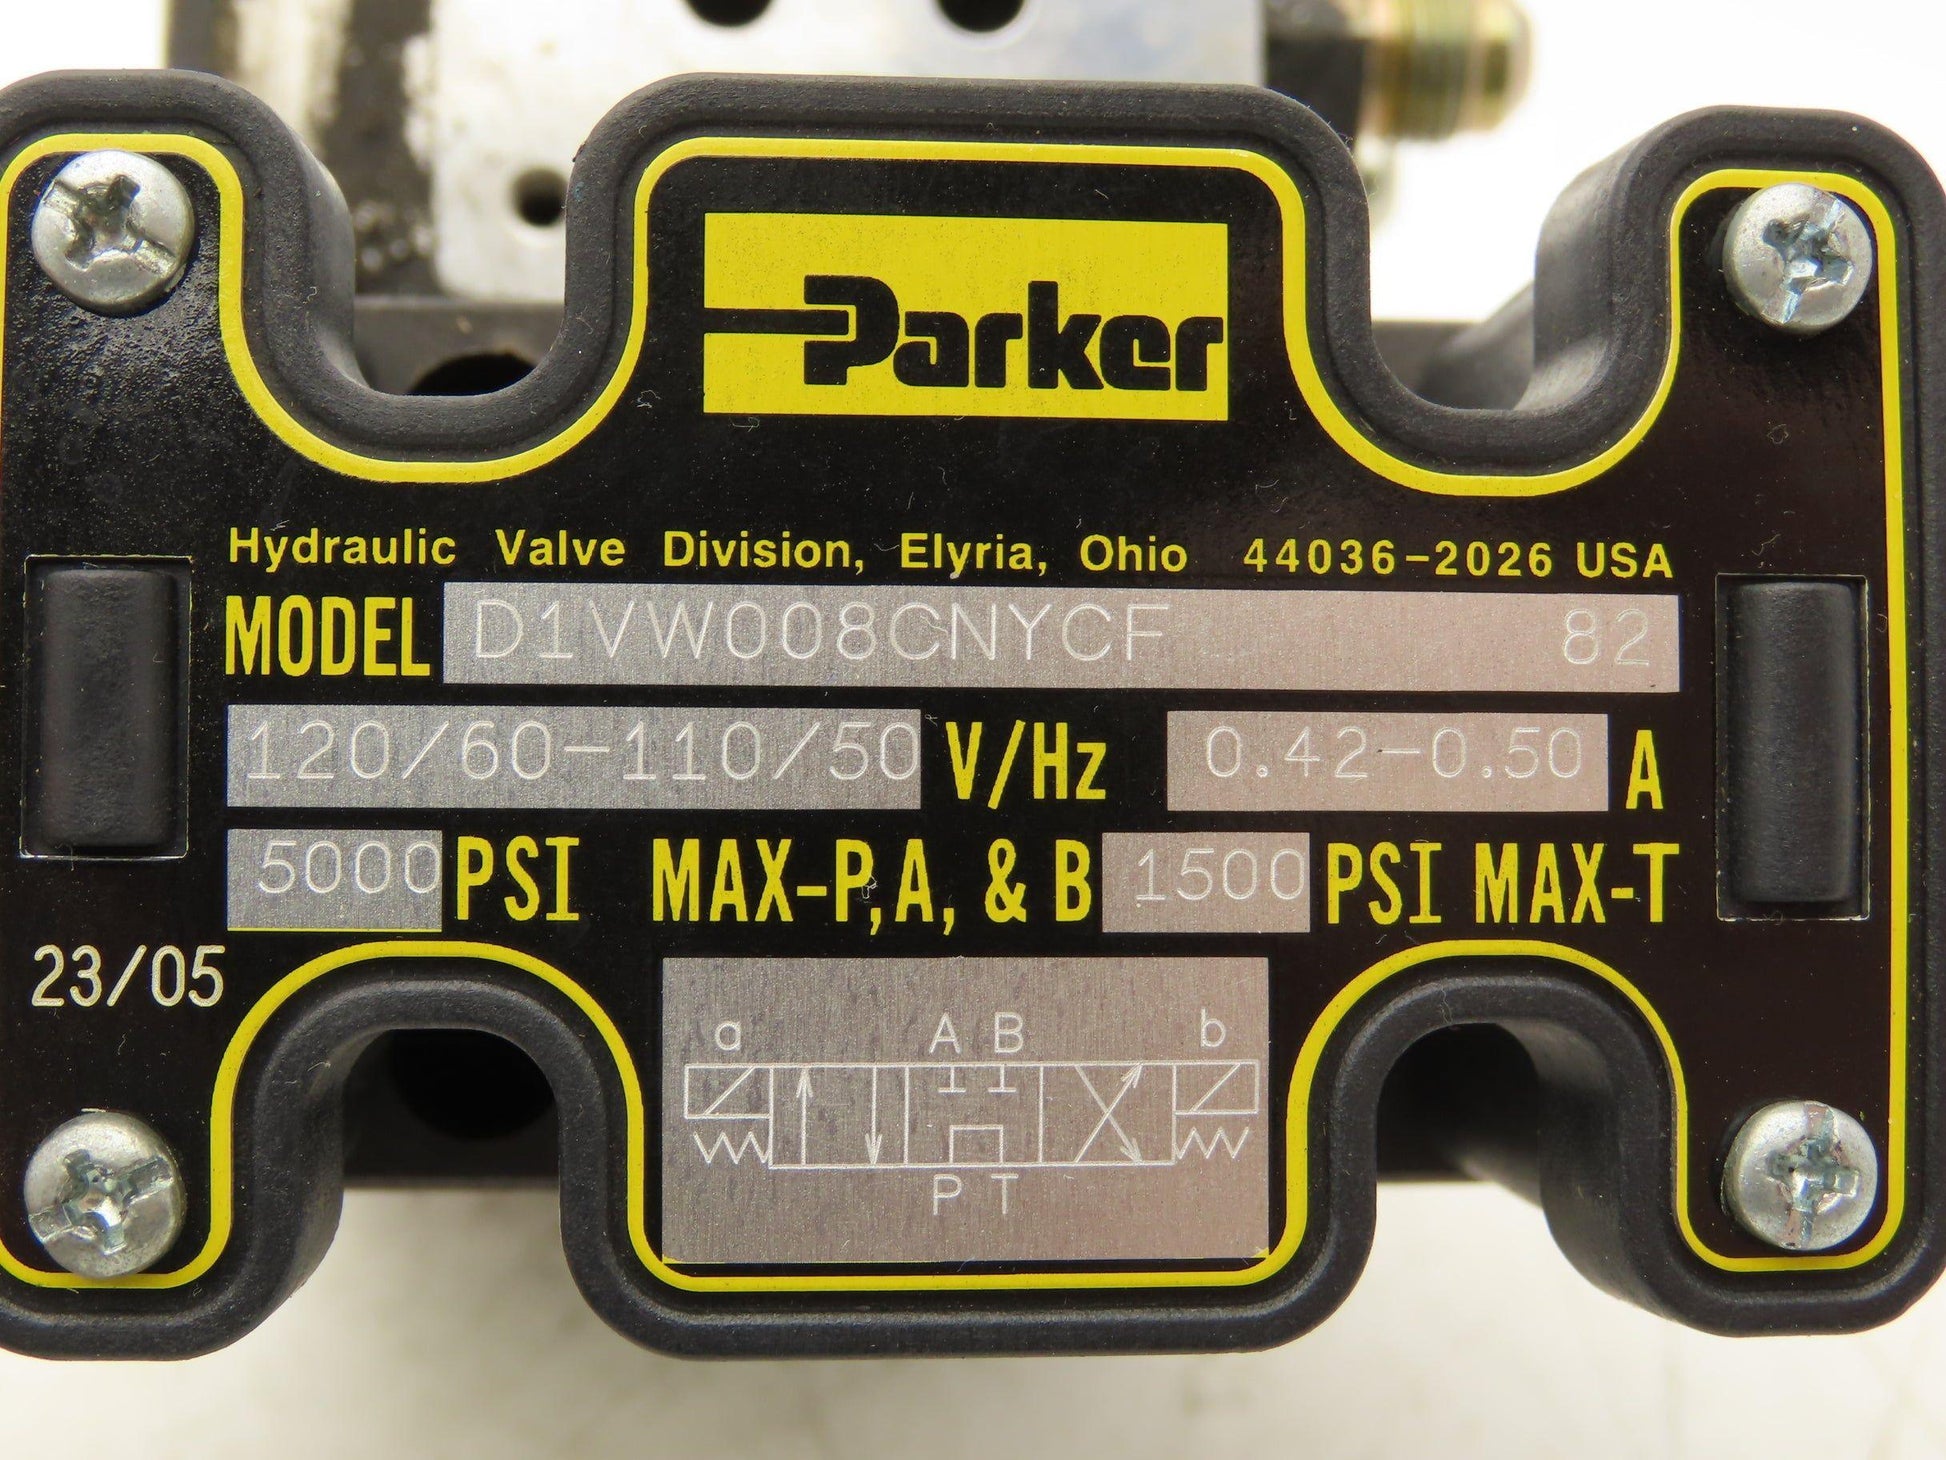 Parker
Hydraulic Valve Division, Elyria, Ohio 44036-2026 USA
MODEL D1VW008CNYCF 82
120/60-110/50 V/Hz 0.42-0.50 A
5000 PSI MAX-P,A, & B 1500 PSI MAX-T
23/05
a A B b
P T